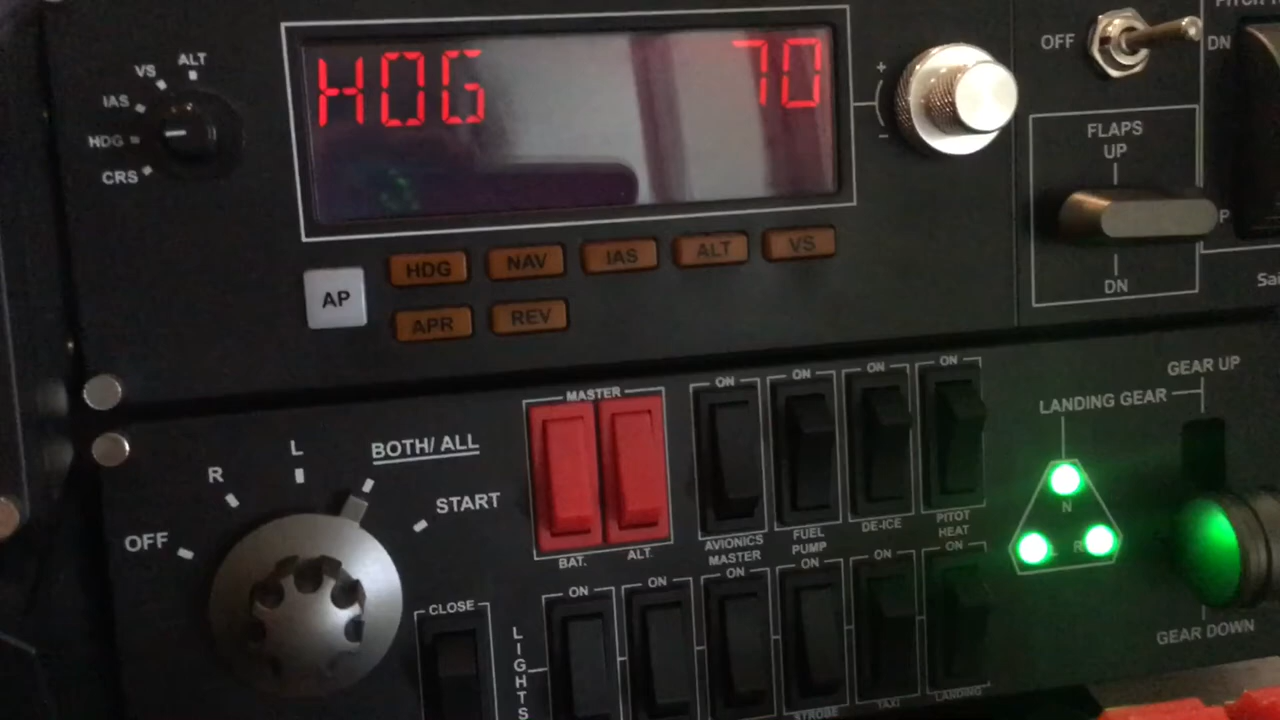 ALT
VS
IAS
HDG
CRS
HDG 70
+
-
OFF
DN
FLAPS
UP
DN
AP
HDG NAV IAS ALT VS
APR REV
MASTER
BAT. ALT.
ON ON ON ON
AVIONICS
MASTER
FUEL
PUMP
DE-ICE
PITOT
HEAT
OFF R L BOTH/ ALL START
GEAR UP
LANDING GEAR
N
L R
GEAR DOWN
CLOSE
LIGHTS
ON ON ON ON ON ON
STROBE TAXI LANDING